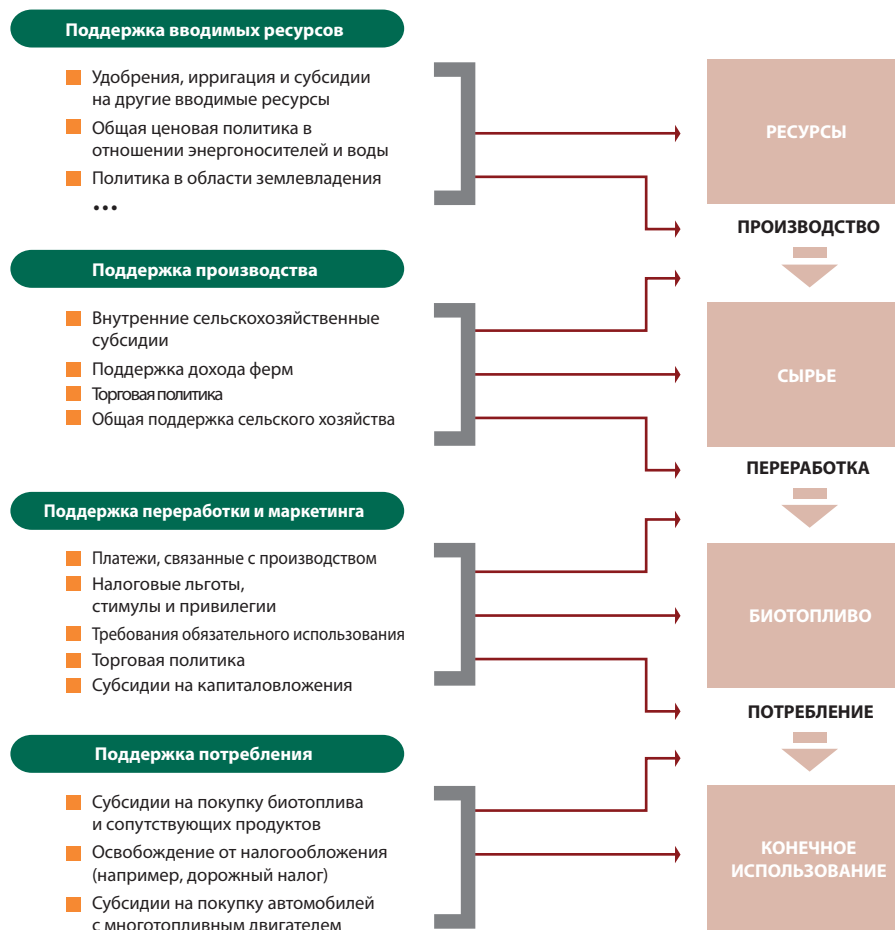 Поддержка вводимых ресурсов
Удобрения, ирригация и субсидии
на другие вводимые ресурсы
Общая ценовая политика в
отношении энергоносителей и воды
Политика в области землевладения
...
РЕСУРСЫ
ПРОИЗВОДСТВО
Поддержка производства
Внутренние сельскохозяйственные
субсидии
Поддержка дохода ферм
Торговая политика
Общая поддержка сельского хозяйства
СЫРЬЕ
ПЕРЕРАБОТКА
Поддержка переработки и маркетинга
Платежи, связанные с производством
Налоговые льготы,
стимулы и привилегии
Требования обязательного использования
Торговая политика
Субсидии на капиталовложения
БИОТОПЛИВО
ПОТРЕБЛЕНИЕ
Поддержка потребления
Субсидии на покупку биотоплива
и сопутствующих продуктов
Освобождение от налогообложения
(например, дорожный налог)
Субсидии на покупку автомобилей
с многотопливным двигателем
КОНЕЧНОЕ
ИСПОЛЬЗОВАНИЕ